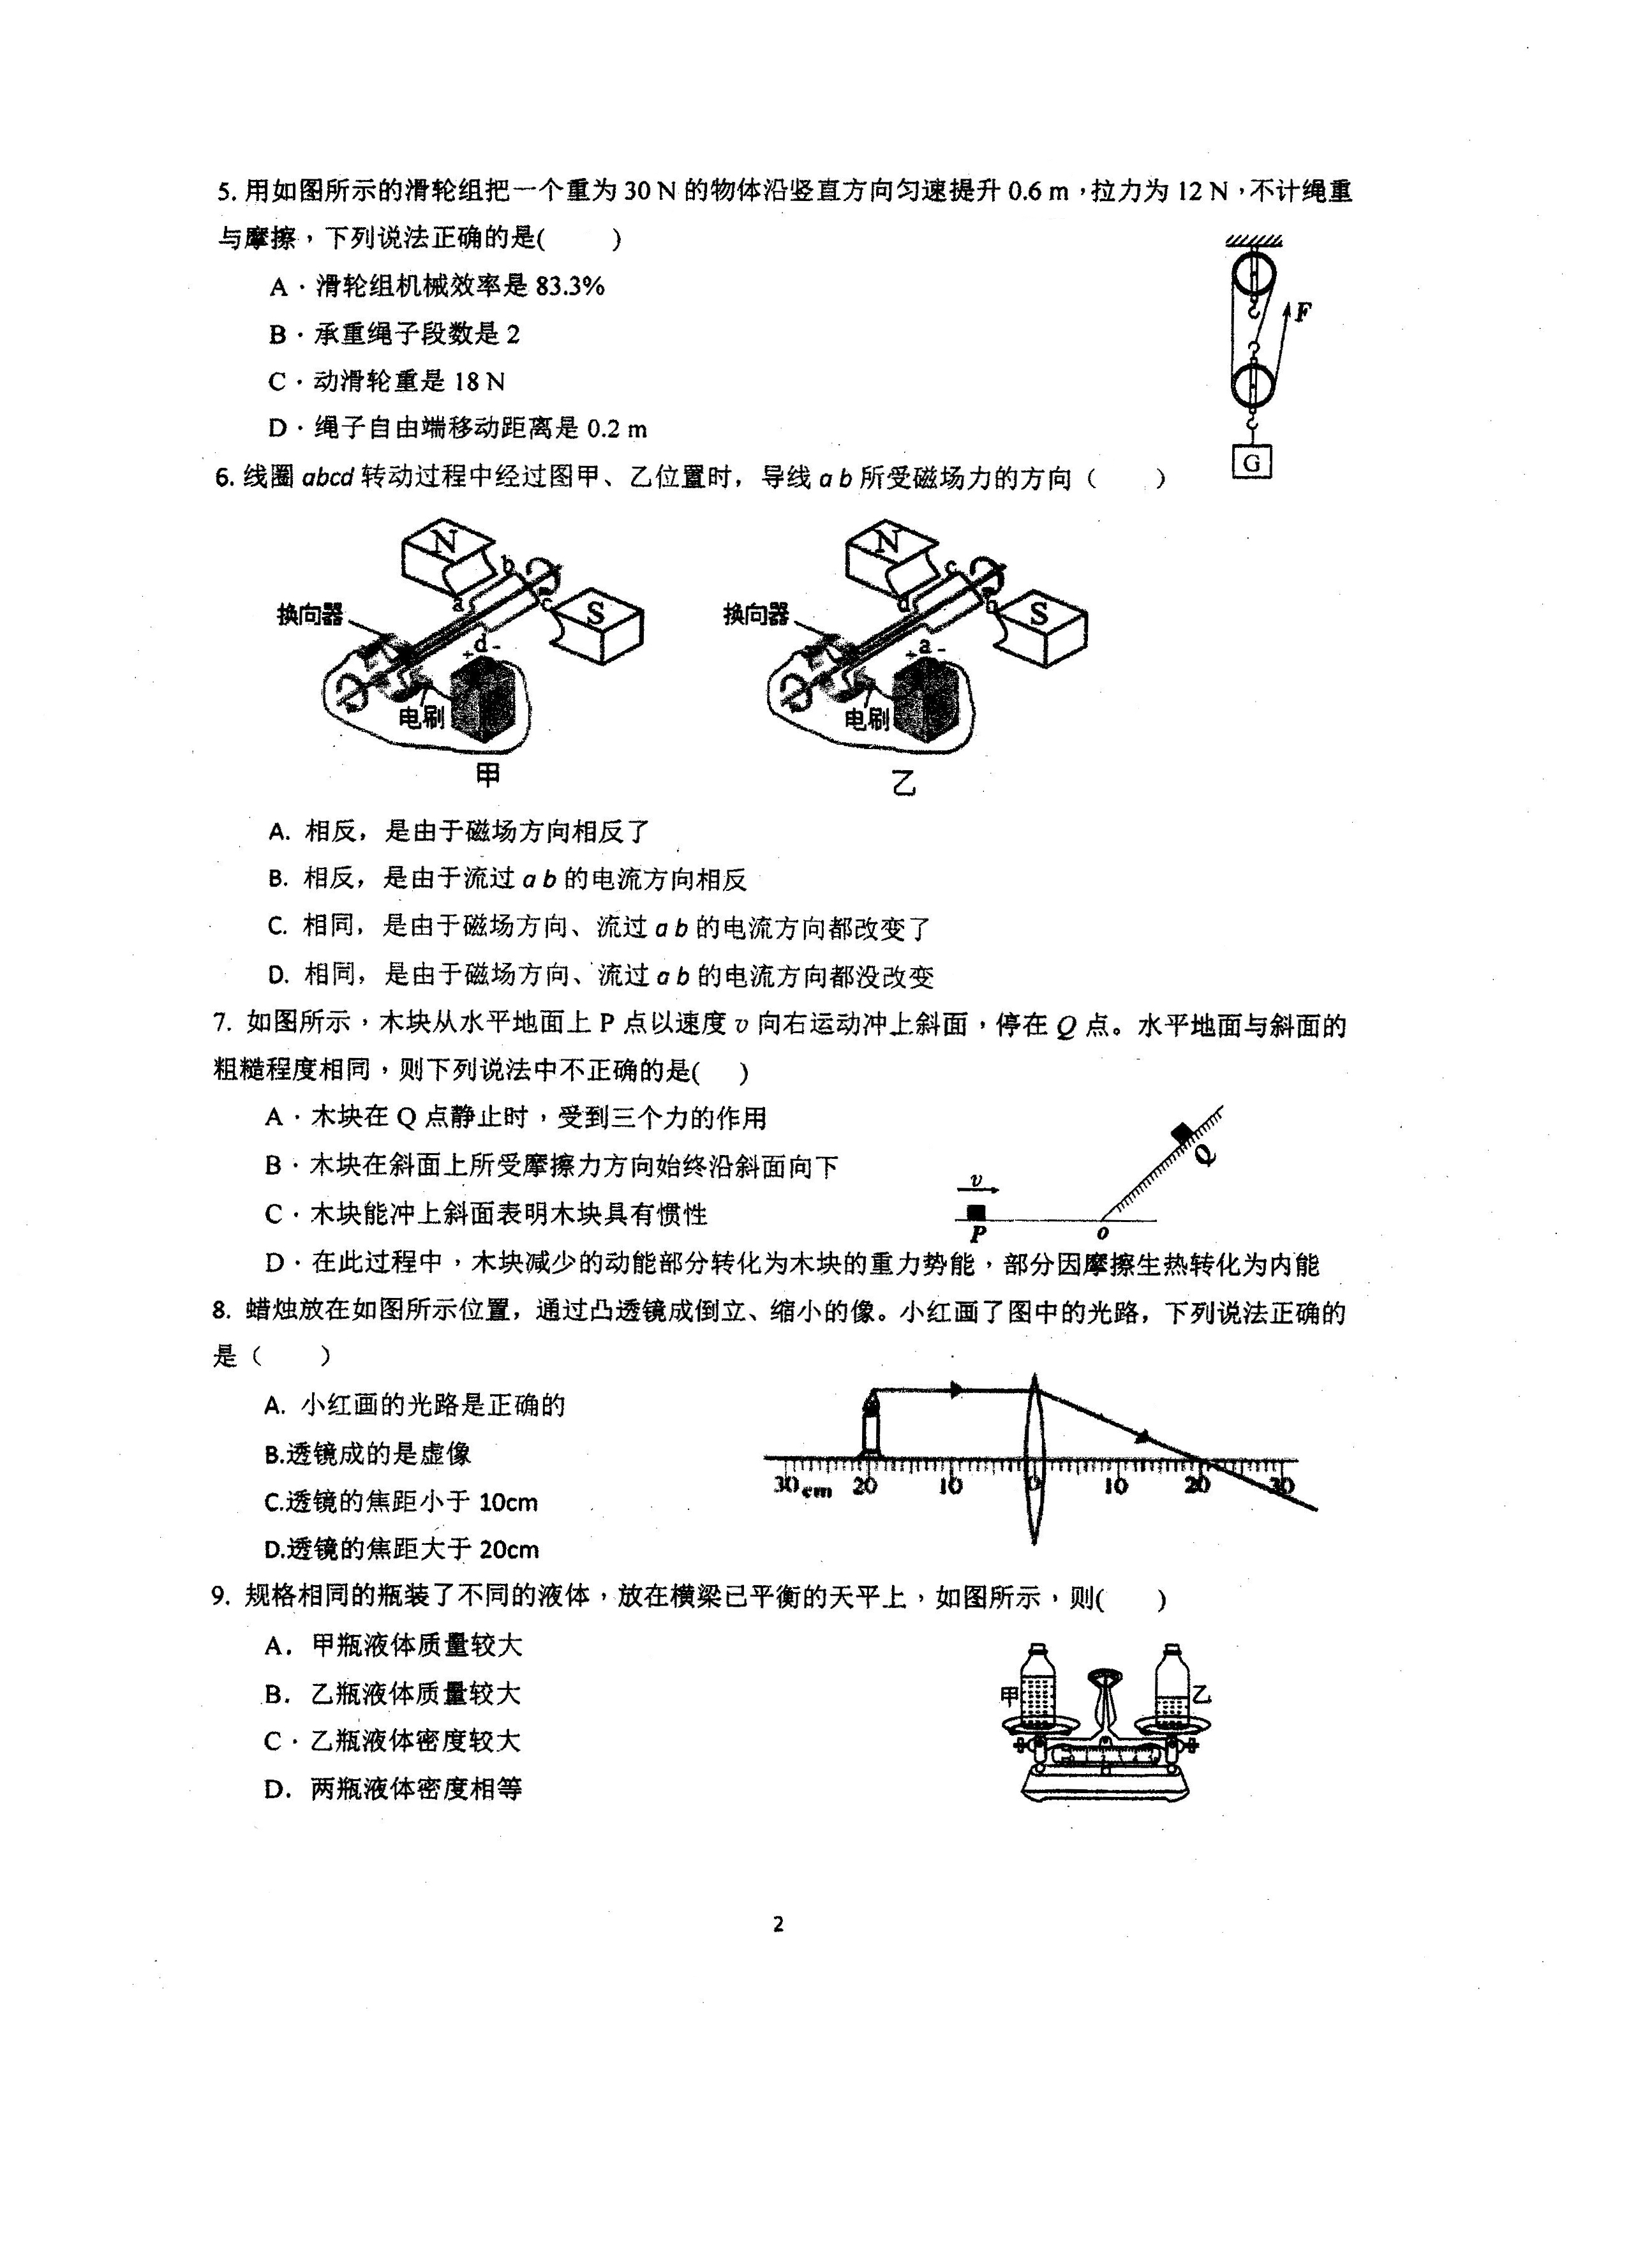 5. 用如图所示的滑轮组把一个重为 30 N 的物体沿竖直方向匀速提升 0.6 m，拉力为 12 N，不计绳重
与摩擦，下列说法正确的是(    )
A．滑轮组机械效率是 83.3%
B．承重绳子段数是 2
C．动滑轮重是 18 N
D．绳子自由端移动距离是 0.2 m
F
G
6. 线圈 abcd 转动过程中经过图甲、乙位置时，导线 a b 所受磁场力的方向（    ）
N
b
a
c
S
换向器
+ d -
电刷
甲
N
c
d
b
S
换向器
+ a -
电刷
乙
A. 相反，是由于磁场方向相反了
B. 相反，是由于流过 a b 的电流方向相反
C. 相同，是由于磁场方向、流过 a b 的电流方向都改变了
D. 相同，是由于磁场方向、流过 a b 的电流方向都没改变
7. 如图所示，木块从水平地面上 P 点以速度 v 向右运动冲上斜面，停在 Q 点。水平地面与斜面的
粗糙程度相同，则下列说法中不正确的是(    )
A．木块在 Q 点静止时，受到三个力的作用
B．木块在斜面上所受摩擦力方向始终沿斜面向下
C．木块能冲上斜面表明木块具有惯性
D．在此过程中，木块减少的动能部分转化为木块的重力势能，部分因摩擦生热转化为内能
v
P
o
Q
8. 蜡烛放在如图所示位置，通过凸透镜成倒立、缩小的像。小红画了图中的光路，下列说法正确的
是（    ）
A. 小红画的光路是正确的
B.透镜成的是虚像
C.透镜的焦距小于 10cm
D.透镜的焦距大于 20cm
30 cm 20 10 0 10 20 30
9. 规格相同的瓶装了不同的液体，放在横梁已平衡的天平上，如图所示，则(    )
A．甲瓶液体质量较大
B．乙瓶液体质量较大
C．乙瓶液体密度较大
D．两瓶液体密度相等
甲
乙
2